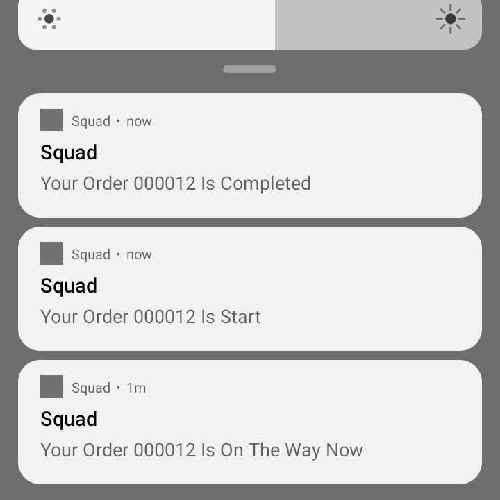 Squad • now
Squad
Your Order 000012 Is Completed
Squad • now
Squad
Your Order 000012 Is Start
Squad • 1m
Squad
Your Order 000012 Is On The Way Now